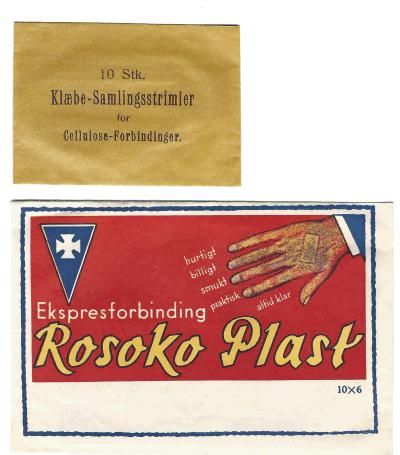 10 Stk.
Klæbe-Samlingsstrimler
for
Cellulose-Forbindinger.
hurtigt
billigt
smukt
praktisk
altid klar
Ekspresforbinding
Rosoko Plast
10×6